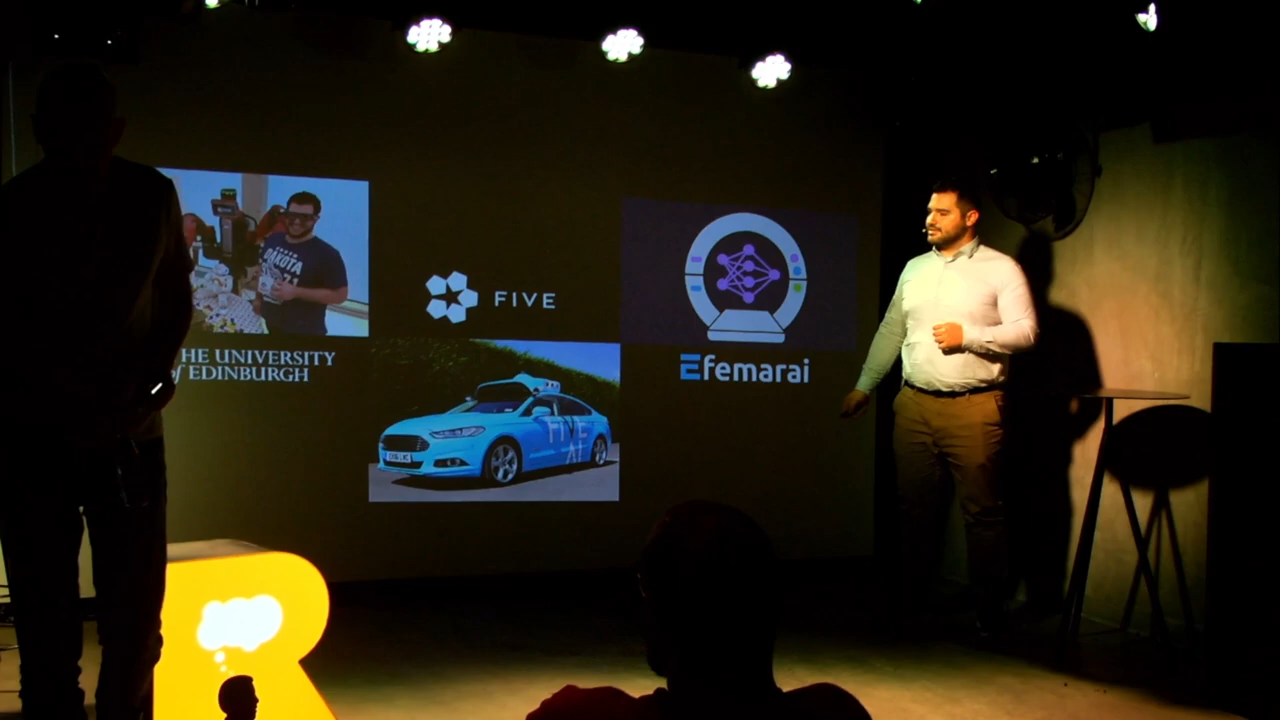 DAKOTA
HE UNIVERSITY
of EDINBURGH
FIVE
FIVE
AI
Efemarai
R